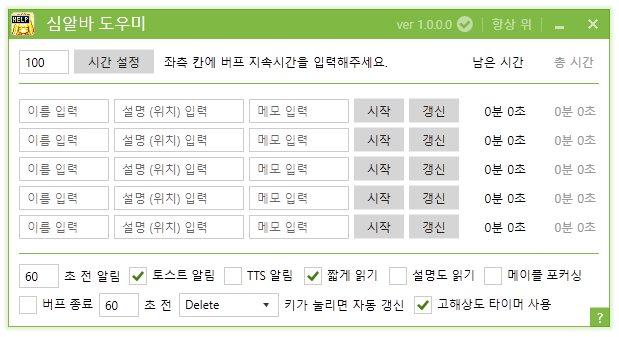 HELP 심알바 도우미 ver 1.0.0.0 항상 위
100 시간 설정 좌측 칸에 버프 지속시간을 입력해주세요. 남은 시간 총 시간
이름 입력 설명 (위치) 입력 메모 입력 시작 갱신 0분 0초 0분 0초
이름 입력 설명 (위치) 입력 메모 입력 시작 갱신 0분 0초 0분 0초
이름 입력 설명 (위치) 입력 메모 입력 시작 갱신 0분 0초 0분 0초
이름 입력 설명 (위치) 입력 메모 입력 시작 갱신 0분 0초 0분 0초
이름 입력 설명 (위치) 입력 메모 입력 시작 갱신 0분 0초 0분 0초
60 초 전 알림 토스트 알림 TTS 알림 짧게 읽기 설명도 읽기 메이플 포커싱
버프 종료 60 초 전 Delete 키가 눌리면 자동 갱신 고해상도 타이머 사용
?